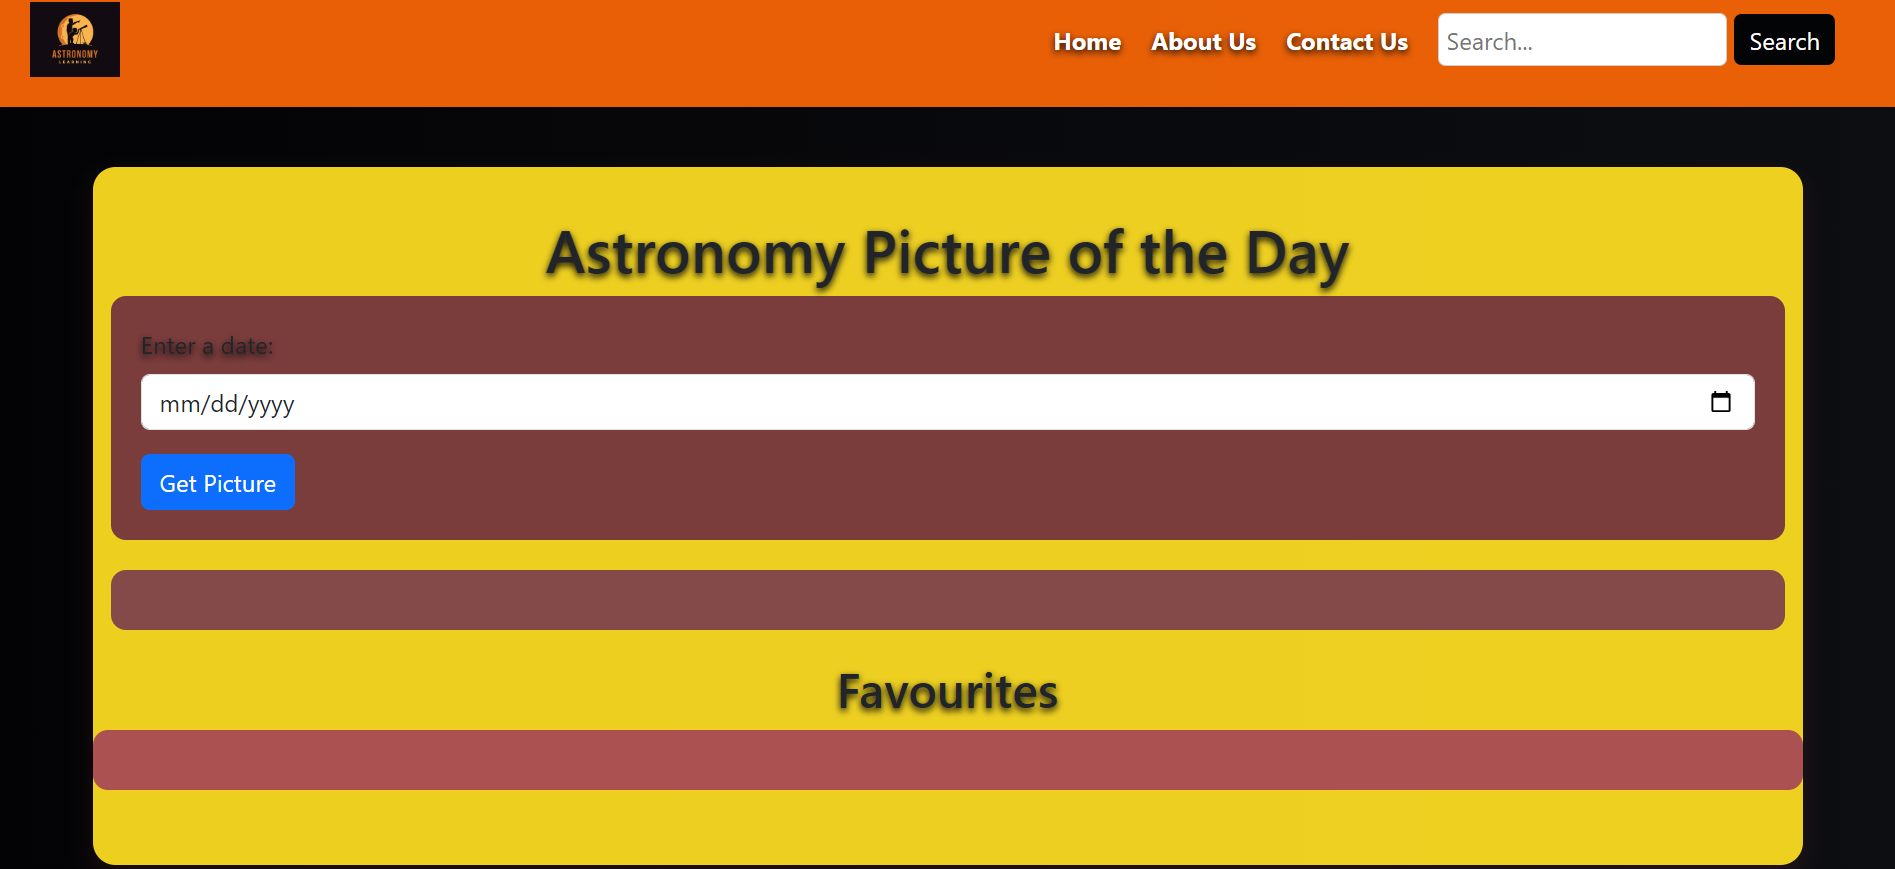 ASTRONOMY
LEARNING
Home About Us Contact Us Search... Search
Astronomy Picture of the Day
Enter a date:
mm/dd/yyyy
Get Picture
Favourites